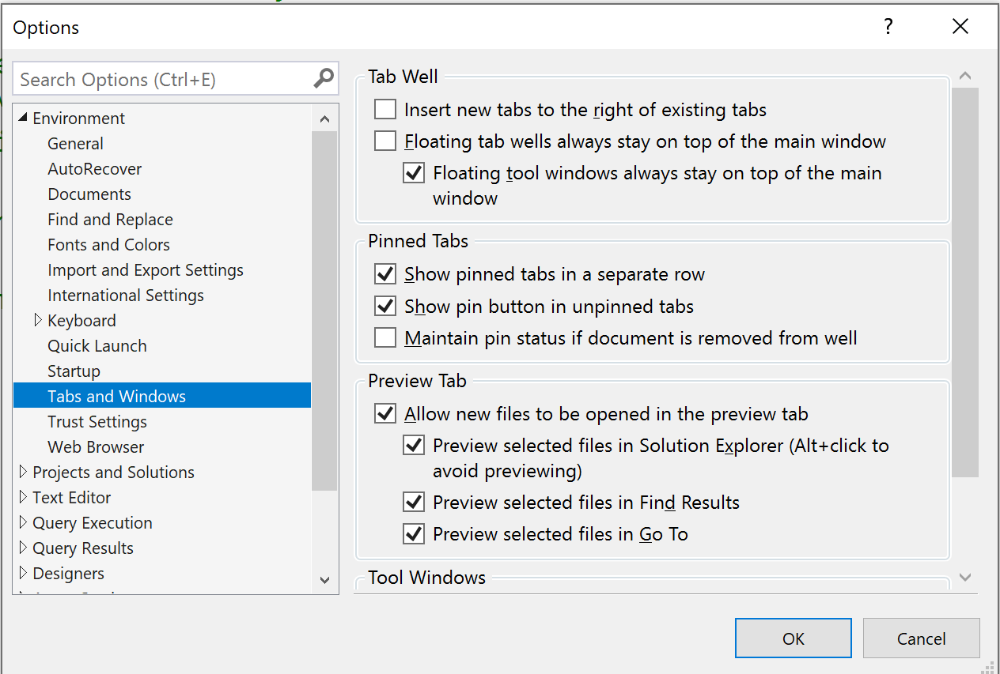 Options
?
Search Options (Ctrl+E)
Environment
General
AutoRecover
Documents
Find and Replace
Fonts and Colors
Import and Export Settings
International Settings
Keyboard
Quick Launch
Startup
Tabs and Windows
Trust Settings
Web Browser
Projects and Solutions
Text Editor
Query Execution
Query Results
Designers
Tab Well
Insert new tabs to the right of existing tabs
Floating tab wells always stay on top of the main window
Floating tool windows always stay on top of the main
window
Pinned Tabs
Show pinned tabs in a separate row
Show pin button in unpinned tabs
Maintain pin status if document is removed from well
Preview Tab
Allow new files to be opened in the preview tab
Preview selected files in Solution Explorer (Alt+click to
avoid previewing)
Preview selected files in Find Results
Preview selected files in Go To
Tool Windows
OK
Cancel